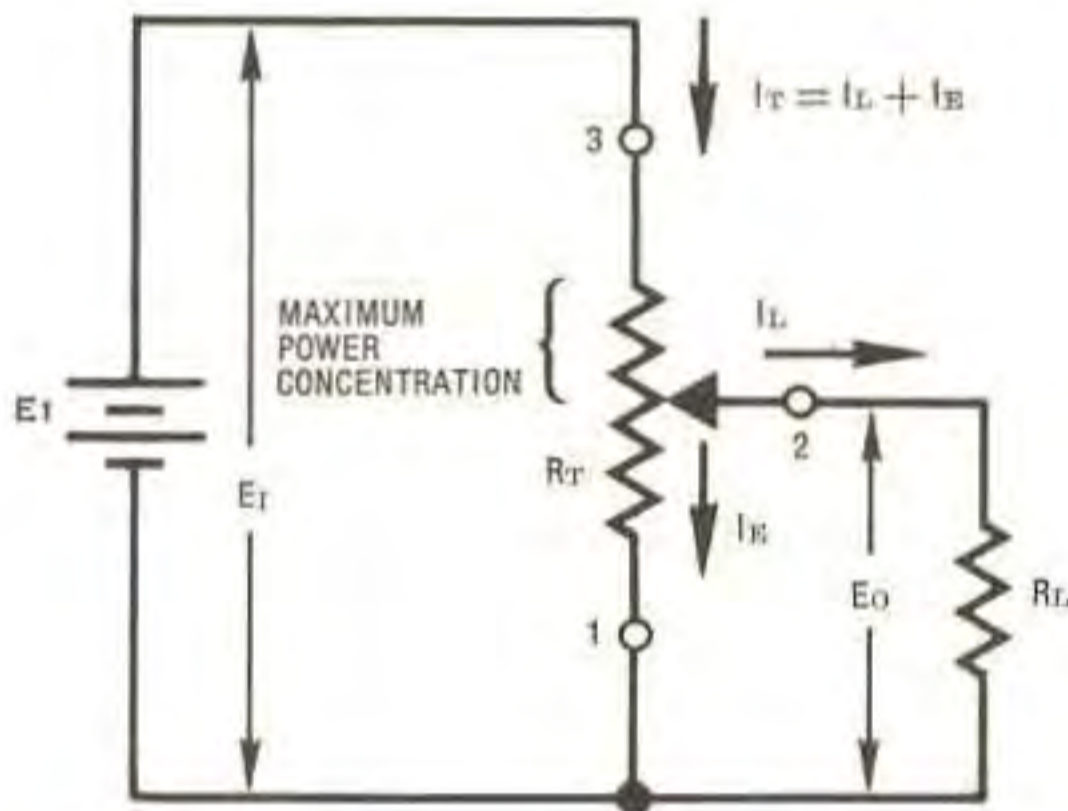 IT = IL + IE
3
MAXIMUM
POWER
CONCENTRATION
IL
E1
2
RT
EI
IE
EO
RL
1